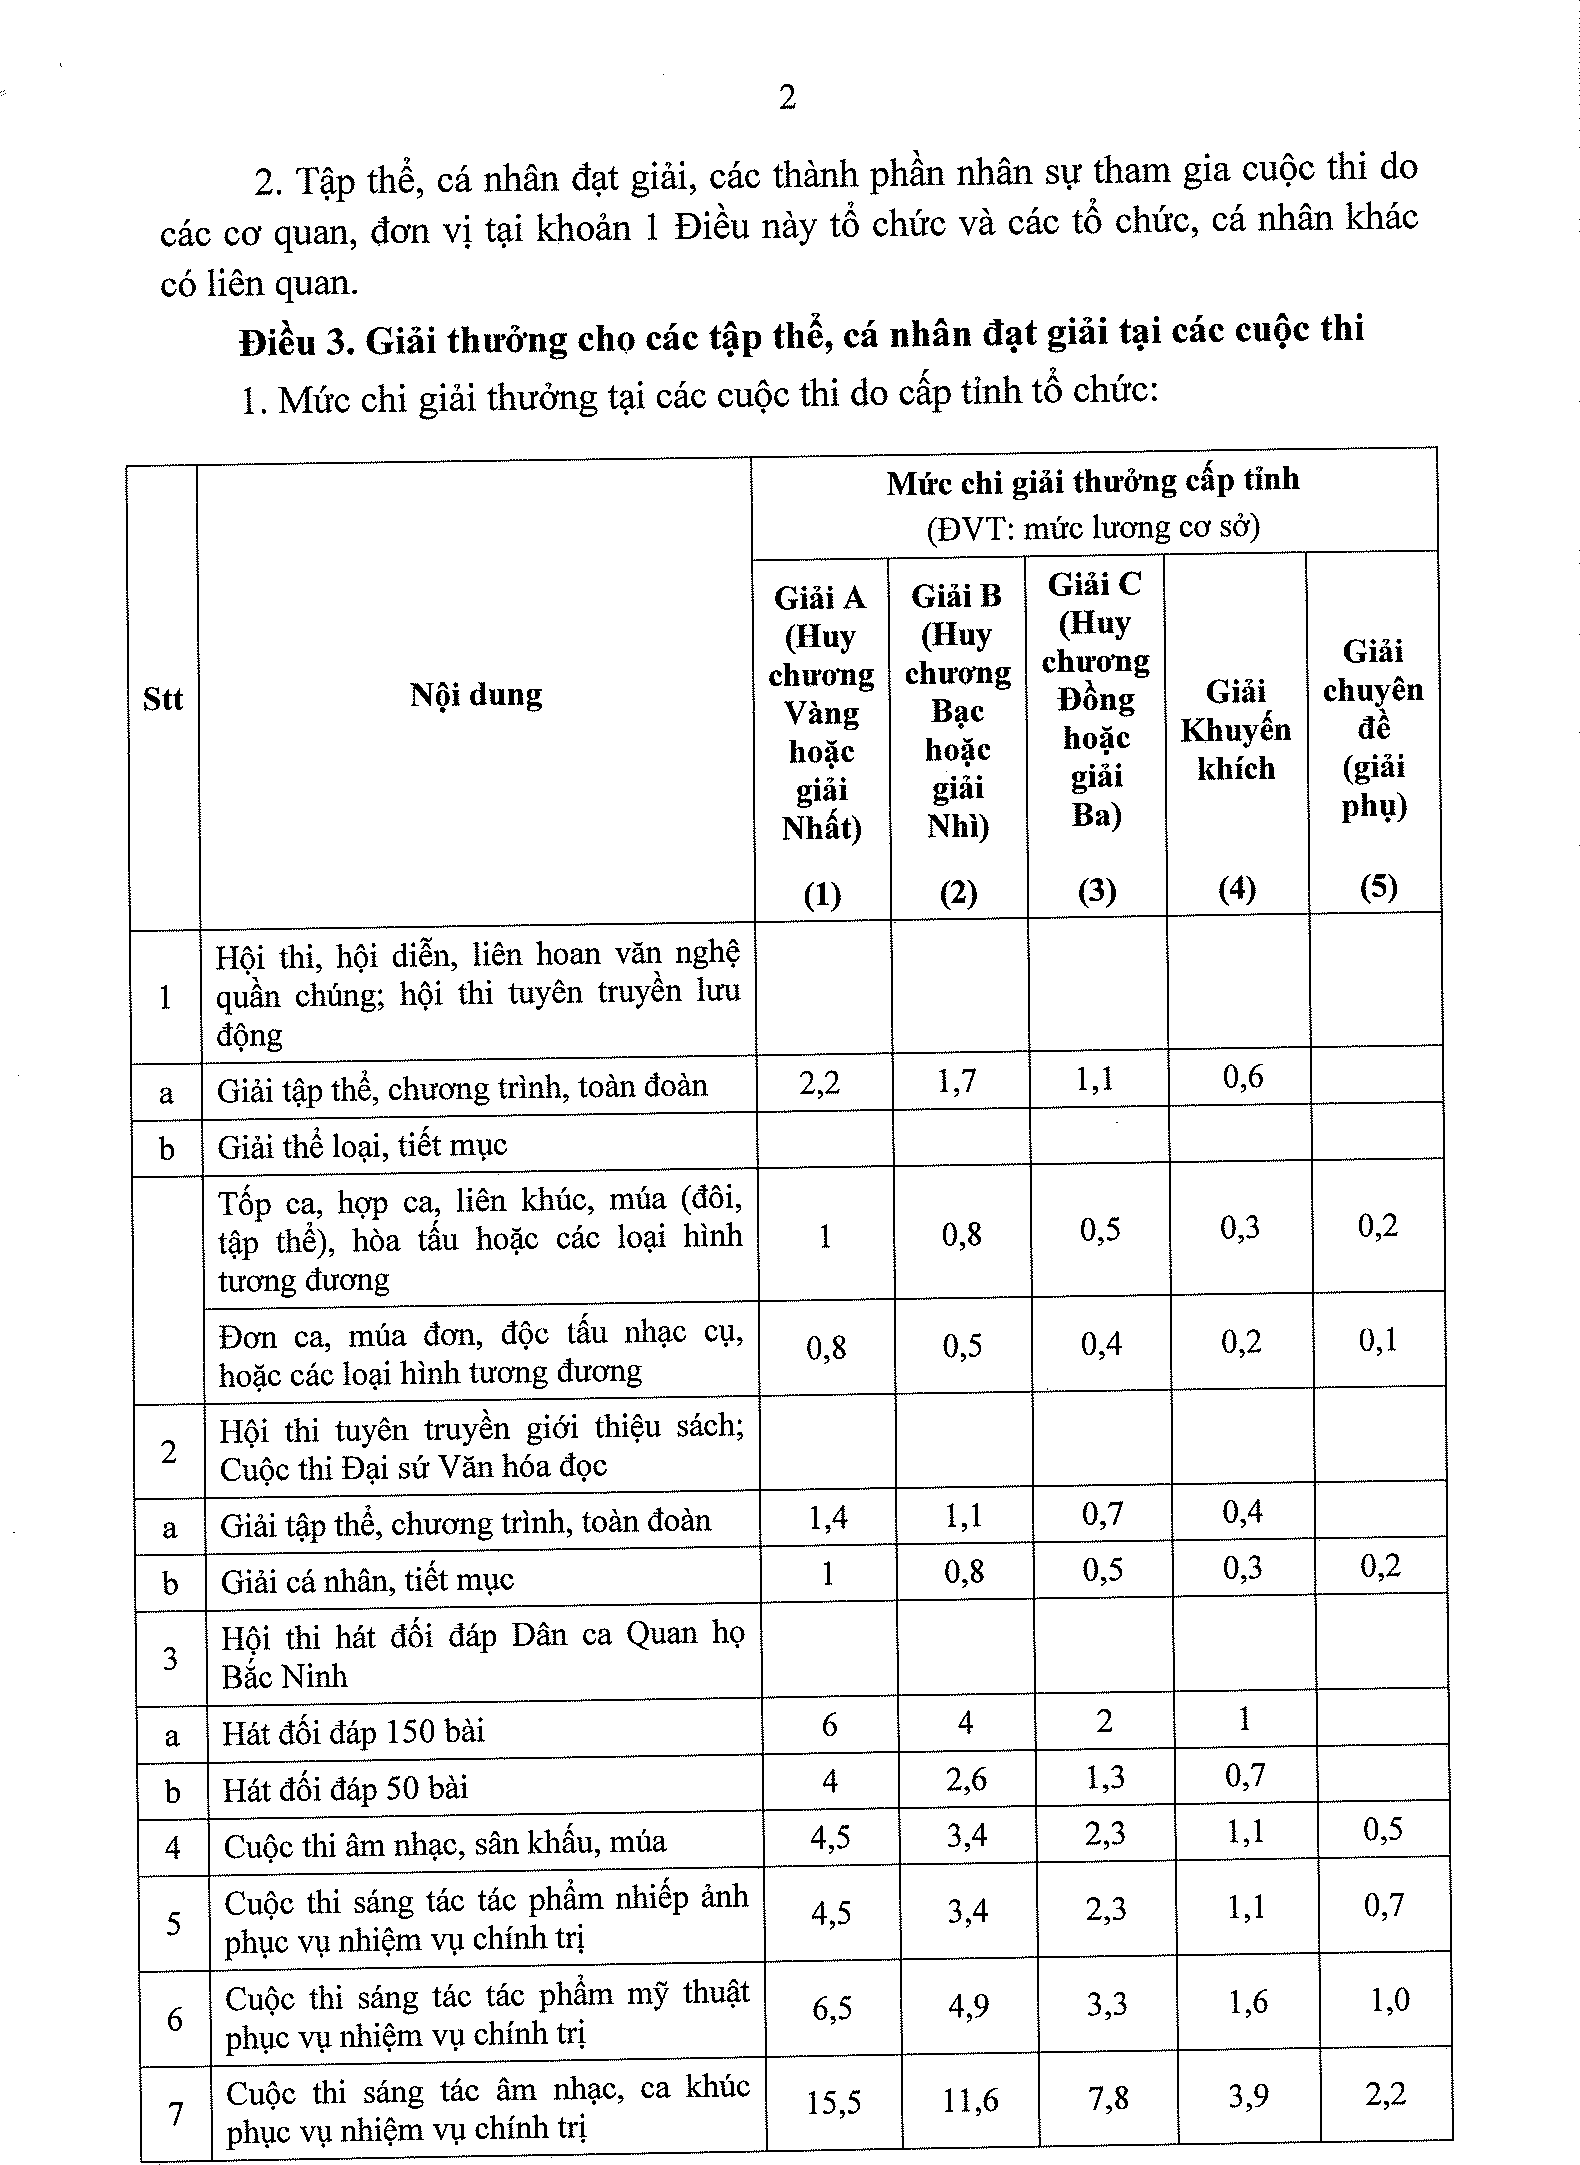 2
2. Tập thể, cá nhân đạt giải, các thành phần nhân sự tham gia cuộc thi do
các cơ quan, đơn vị tại khoản 1 Điều này tổ chức và các tổ chức, cá nhân khác
có liên quan.
Điều 3. Giải thưởng cho các tập thể, cá nhân đạt giải tại các cuộc thi
1. Mức chi giải thưởng tại các cuộc thi do cấp tỉnh tổ chức:
Stt
Nội dung
Mức chi giải thưởng cấp tỉnh
(ĐVT: mức lương cơ sở)
Giải A
(Huy
chương
Vàng
hoặc
giải
Nhất)
(1)
Giải B
(Huy
chương
Bạc
hoặc
giải
Nhì)
(2)
Giải C
(Huy
chương
Đồng
hoặc
giải
Ba)
(3)
Giải
Khuyến
khích
(4)
Giải
chuyên
đề
(giải
phụ)
(5)
1
Hội thi, hội diễn, liên hoan văn nghệ
quần chúng; hội thi tuyên truyền lưu
động
a Giải tập thể, chương trình, toàn đoàn 2,2 1,7 1,1 0,6
b Giải thể loại, tiết mục
Tốp ca, hợp ca, liên khúc, múa (đôi,
tập thể), hòa tấu hoặc các loại hình
tương đương
1 0,8 0,5 0,3 0,2
Đơn ca, múa đơn, độc tấu nhạc cụ,
hoặc các loại hình tương đương
0,8 0,5 0,4 0,2 0,1
2
Hội thi tuyên truyền giới thiệu sách;
Cuộc thi Đại sứ Văn hóa đọc
a Giải tập thể, chương trình, toàn đoàn 1,4 1,1 0,7 0,4
b Giải cá nhân, tiết mục 1 0,8 0,5 0,3 0,2
3
Hội thi hát đối đáp Dân ca Quan họ
Bắc Ninh
a Hát đối đáp 150 bài 6 4 2 1
b Hát đối đáp 50 bài 4 2,6 1,3 0,7
4 Cuộc thi âm nhạc, sân khấu, múa 4,5 3,4 2,3 1,1 0,5
5
Cuộc thi sáng tác tác phẩm nhiếp ảnh
phục vụ nhiệm vụ chính trị
4,5 3,4 2,3 1,1 0,7
6
Cuộc thi sáng tác tác phẩm mỹ thuật
phục vụ nhiệm vụ chính trị
6,5 4,9 3,3 1,6 1,0
7
Cuộc thi sáng tác âm nhạc, ca khúc
phục vụ nhiệm vụ chính trị
15,5 11,6 7,8 3,9 2,2